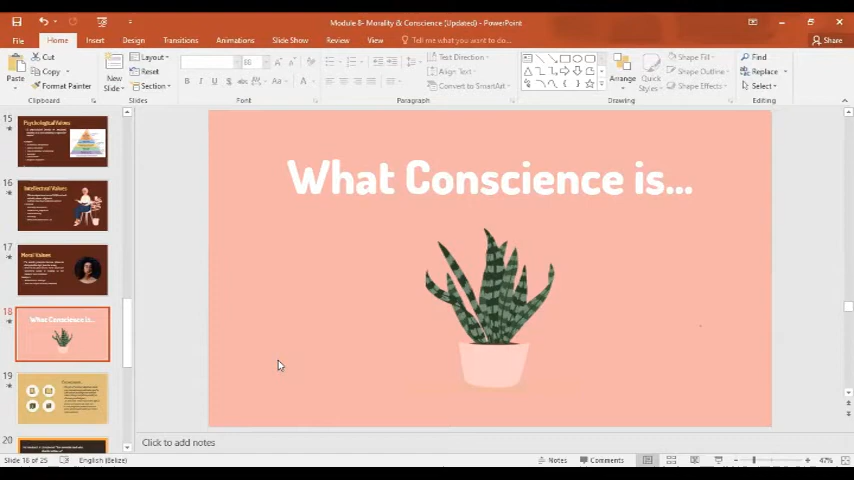 Module 8- Morality & Conscience (Updated) - PowerPoint
File Home Insert Design Transitions Animations Slide Show Review View Tell me what you want to do... Share
Paste
Cut
Copy
Format Painter
Clipboard
New
Slide
Layout
Reset
Section
Slides
66
Font
Text Direction
Align Text
Convert to SmartArt
Paragraph
Arrange
Quick
Styles
Shape Fill
Shape Outline
Shape Effects
Drawing
Find
Replace
Select
Editing
15
Psychological Values
16
Intellectual Values
17
Moral Values
18
What Conscience is...
19
20
What Conscience is...
Click to add notes
Slide 18 of 25
English (Belize)
Notes
Comments
47%